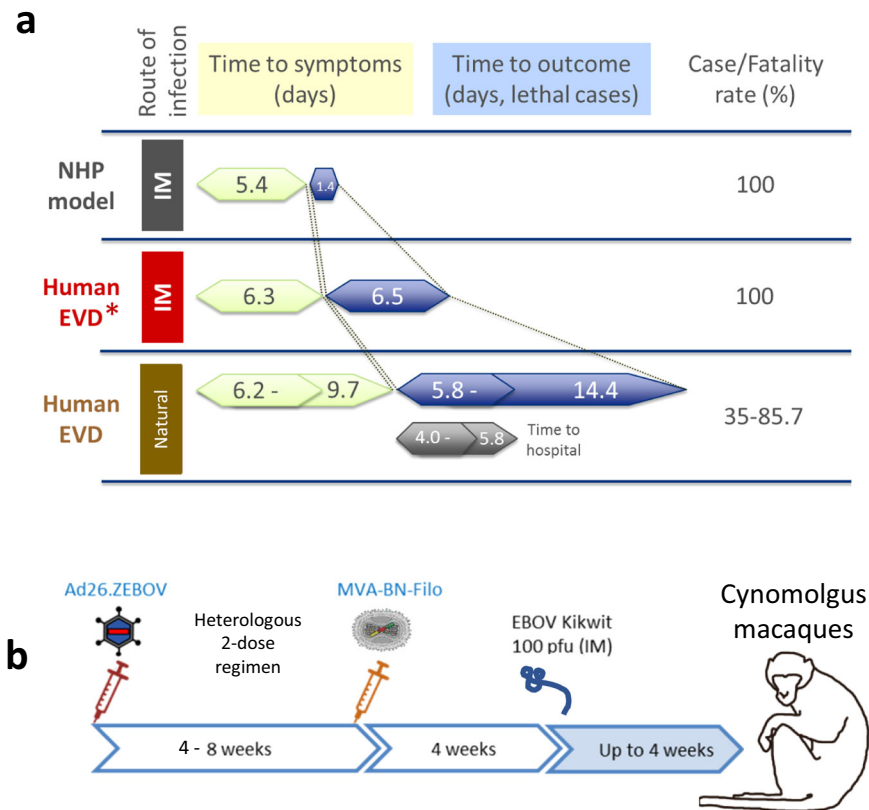 a
Route of
infection
Time to symptoms
(days)
Time to outcome
(days, lethal cases)
Case/Fatality
rate (%)
NHP
model
IM
5.4
1.4
100
Human
EVD*
IM
6.3
6.5
100
Human
EVD
Natural
6.2 - 9.7
5.8 - 14.4
35-85.7
4.0 - 5.8
Time to
hospital
b
Ad26.ZEBOV
Heterologous
2-dose
regimen
MVA-BN-Filo
EBOV Kikwit
100 pfu (IM)
Cynomolgus
macaques
4 - 8 weeks
4 weeks
Up to 4 weeks